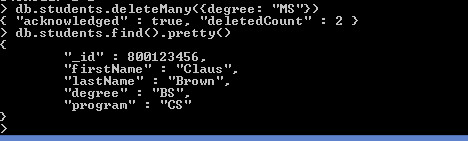 > db.students.deleteMany({degree: "MS"})
{ "acknowledged" : true, "deletedCount" : 2 }
> db.students.find().pretty()
{
        "_id" : 800123456,
        "firstName" : "Claus",
        "lastName" : "Brown",
        "degree" : "BS",
        "program" : "CS"
}
>